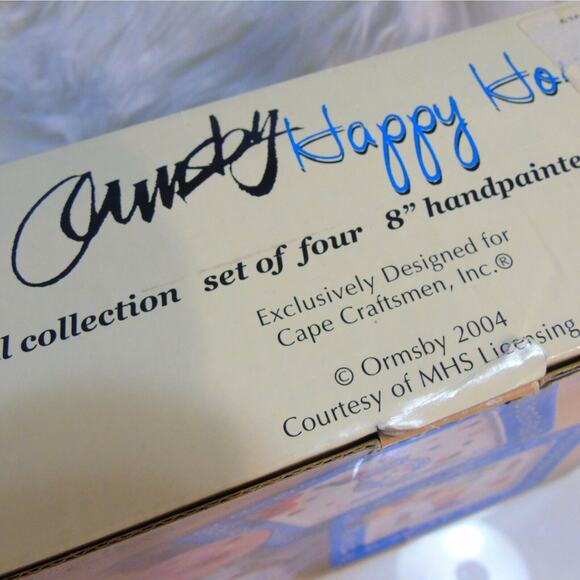 Ormsby Happy Ho
collection set of four 8" handpainte
Exclusively Designed for
Cape Craftsmen, Inc.®
© Ormsby 2004
Courtesy of MHS Licensing